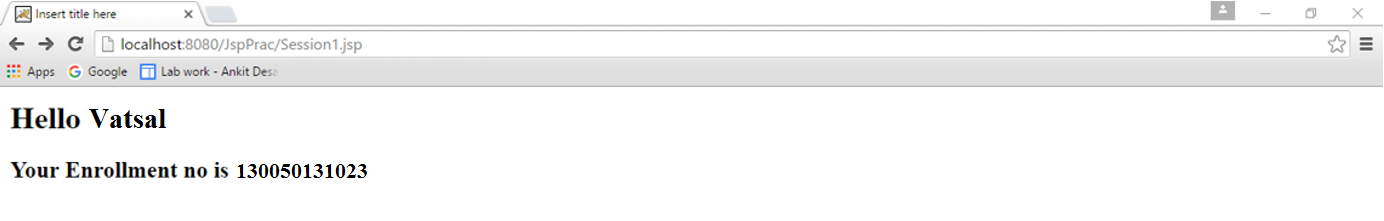 Insert title here
localhost:8080/JspPrac/Session1.jsp
Apps Google Lab work - Ankit Desa
Hello Vatsal
Your Enrollment no is 130050131023